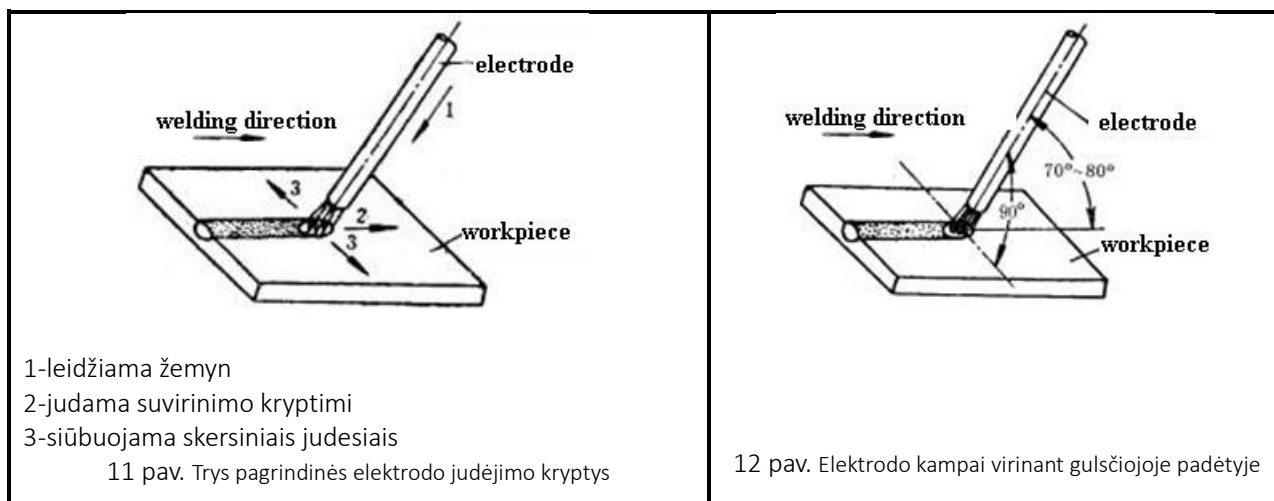 electrode
1
welding direction
3
2
3
workpiece
1-leidžiama žemyn
2-judama suvirinimo kryptimi
3-siūbuojama skersiniais judesiais
11 pav. Trys pagrindinės elektrodo judėjimo kryptys
welding direction
electrode
70°~80°
90°
workpiece
12 pav. Elektrodo kampai virinant gulsčiojoje padėtyje